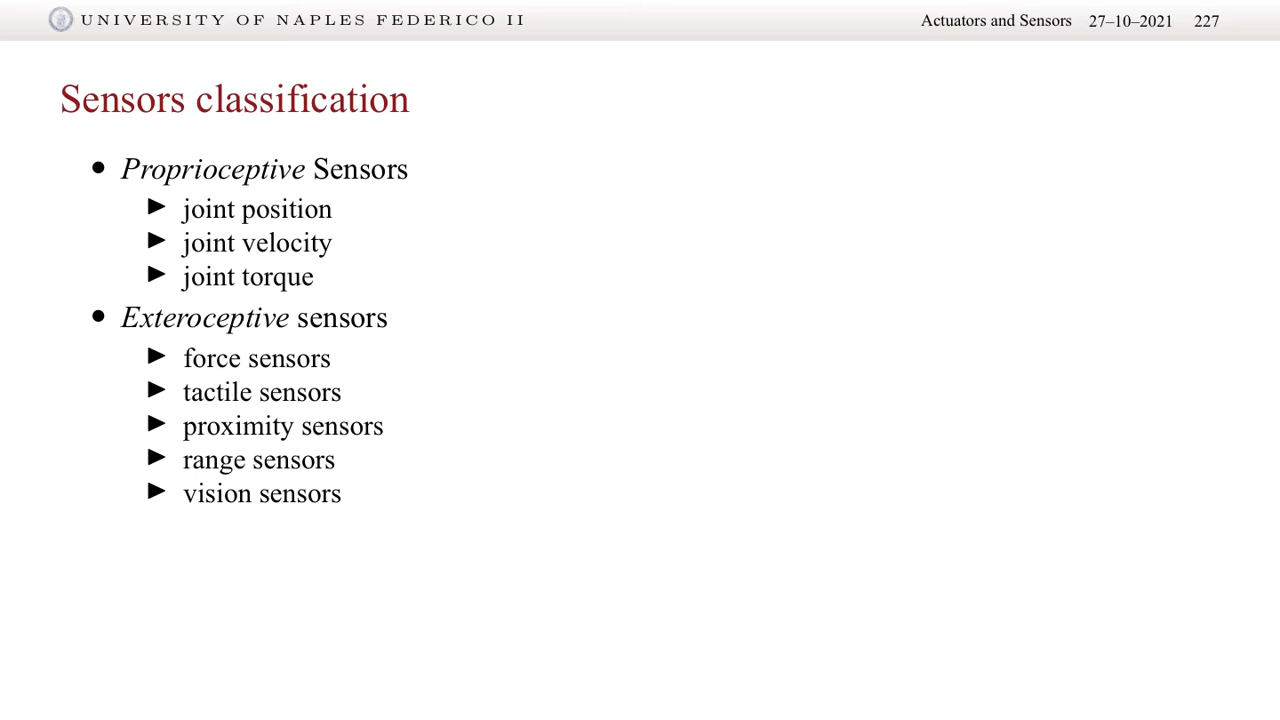 UNIVERSITY OF NAPLES FEDERICO II
Actuators and Sensors 27–10–2021 227
Sensors classification
● Proprioceptive Sensors
► joint position
► joint velocity
► joint torque
● Exteroceptive sensors
► force sensors
► tactile sensors
► proximity sensors
► range sensors
► vision sensors